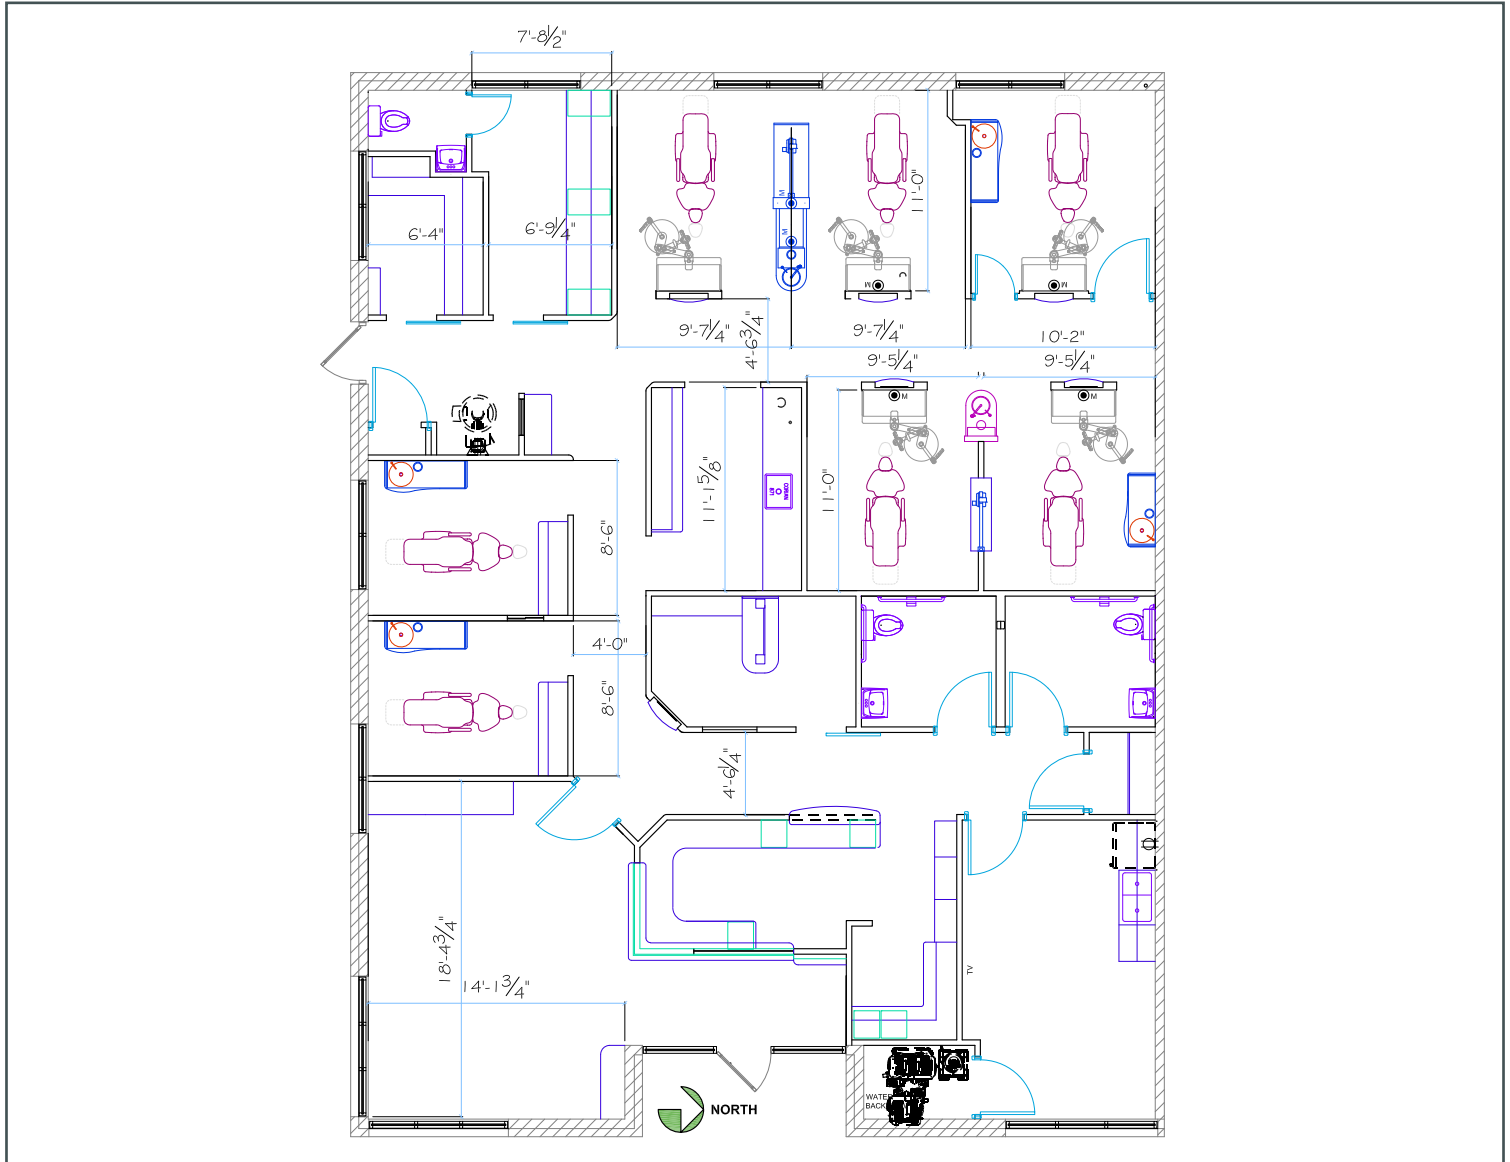 7'-8 1/2"
6'-4"
6'-9 1/4"
11'-0"
M
M
M
M
9'-7 1/4"
4'-6 3/4"
9'-7 1/4"
10'-2"
9'-5 1/4"
9'-5 1/4"
M
M
11'-1 5/8"
11'-0"
8'-6"
4'-0"
8'-6"
4'-6 1/4"
18'-4 3/4"
14'-1 3/4"
TV
NORTH
WATER
BACK